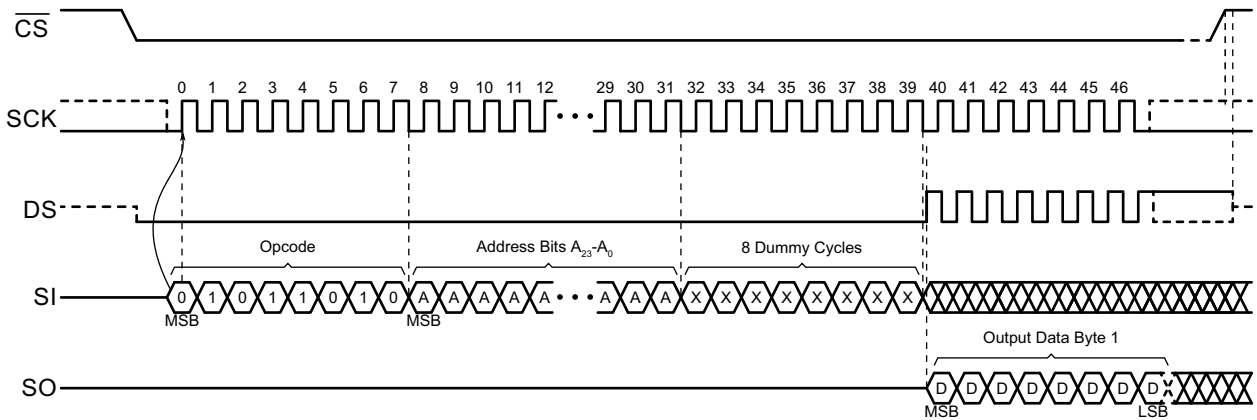 CS
0 1 2 3 4 5 6 7 8 9 10 11 12 29 30 31 32 33 34 35 36 37 38 39 40 41 42 43 44 45 46
SCK
DS
Opcode Address Bits A23-A0 8 Dummy Cycles
SI 0 1 0 1 1 0 1 0 A A A A A A A A X X X X X X X X
MSB MSB
Output Data Byte 1
SO D D D D D D D D
MSB LSB